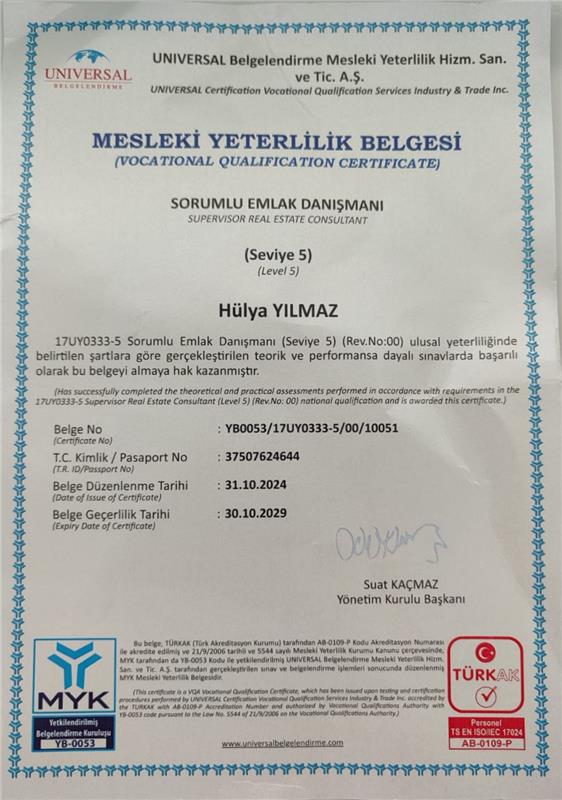 UNIVERSAL
BELGELENDİRME
UNIVERSAL Belgelendirme Mesleki Yeterlilik Hizm. San.
ve Tic. A.Ş.
UNIVERSAL Certification Vocational Qualification Services Industry & Trade Inc.
MESLEKİ YETERLİLİK BELGESİ
(VOCATIONAL QUALIFICATION CERTIFICATE)
SORUMLU EMLAK DANIŞMANI
SUPERVISOR REAL ESTATE CONSULTANT
(Seviye 5)
(Level 5)
Hülya YILMAZ
17UY0333-5 Sorumlu Emlak Danışmanı (Seviye 5) (Rev.No:00) ulusal yeterliliğinde
belirtilen şartlara göre gerçekleştirilen teorik ve performansa dayalı sınavlarda başarılı
olarak bu belgeyi almaya hak kazanmıştır.
(Has successfully completed the theoretical and practical assessments performed in accordance with requirements in the
17UY0333-5 Supervisor Real Estate Consultant (Level 5) (Rev.No: 00) national qualification and is awarded this certificate.)
Belge No : YB0053/17UY0333-5/00/10051
(Certificate No)
T.C. Kimlik / Pasaport No : 37507624644
(T.R. ID/Passport No)
Belge Düzenlenme Tarihi : 31.10.2024
(Date of Issue of Certificate)
Belge Geçerlilik Tarihi : 30.10.2029
(Expiry Date of Certificate)
Suat KAÇMAZ
Yönetim Kurulu Başkanı
Bu belge, TÜRKAK (Türk Akreditasyon Kurumu) tarafından AB-0109-P Kodu Akreditasyon Numarası
ile akredite edilmiş ve 21/9/2006 tarihli ve 5544 sayılı Mesleki Yeterlilik Kurumu Kanunu çerçevesinde,
MYK tarafından da YB-0053 Kodu ile yetkilendirilmiş UNIVERSAL Belgelendirme Mesleki Yeterlilik Hizm.
San. ve Tic. A.Ş. tarafından gerçekleştirilen sınav ve belgelendirme işlemleri sonucunda düzenlenmiş
MYK Mesleki Yeterlilik Belgesidir.
(This certificate is a VQA Vocational Qualification Certificate, which has been issued upon testing and certification
procedures performed by UNIVERSAL Certification Vocational Qualification Services Industry & Trade Inc. accredited by
the TURKAK with AB-0109-P Accreditation Number and authorized by Vocational Qualifications Authority with
YB-0053 code pursuant to the Law No. 5544 of 21/9/2006 on the Vocational Qualifications Authority.)
MYK
Yetkilendirilmiş
Belgelendirme Kuruluşu
YB-0053
TÜRKAK
Personel
TS EN ISO/IEC 17024
AB-0109-P
www.universalbelgelendirme.com